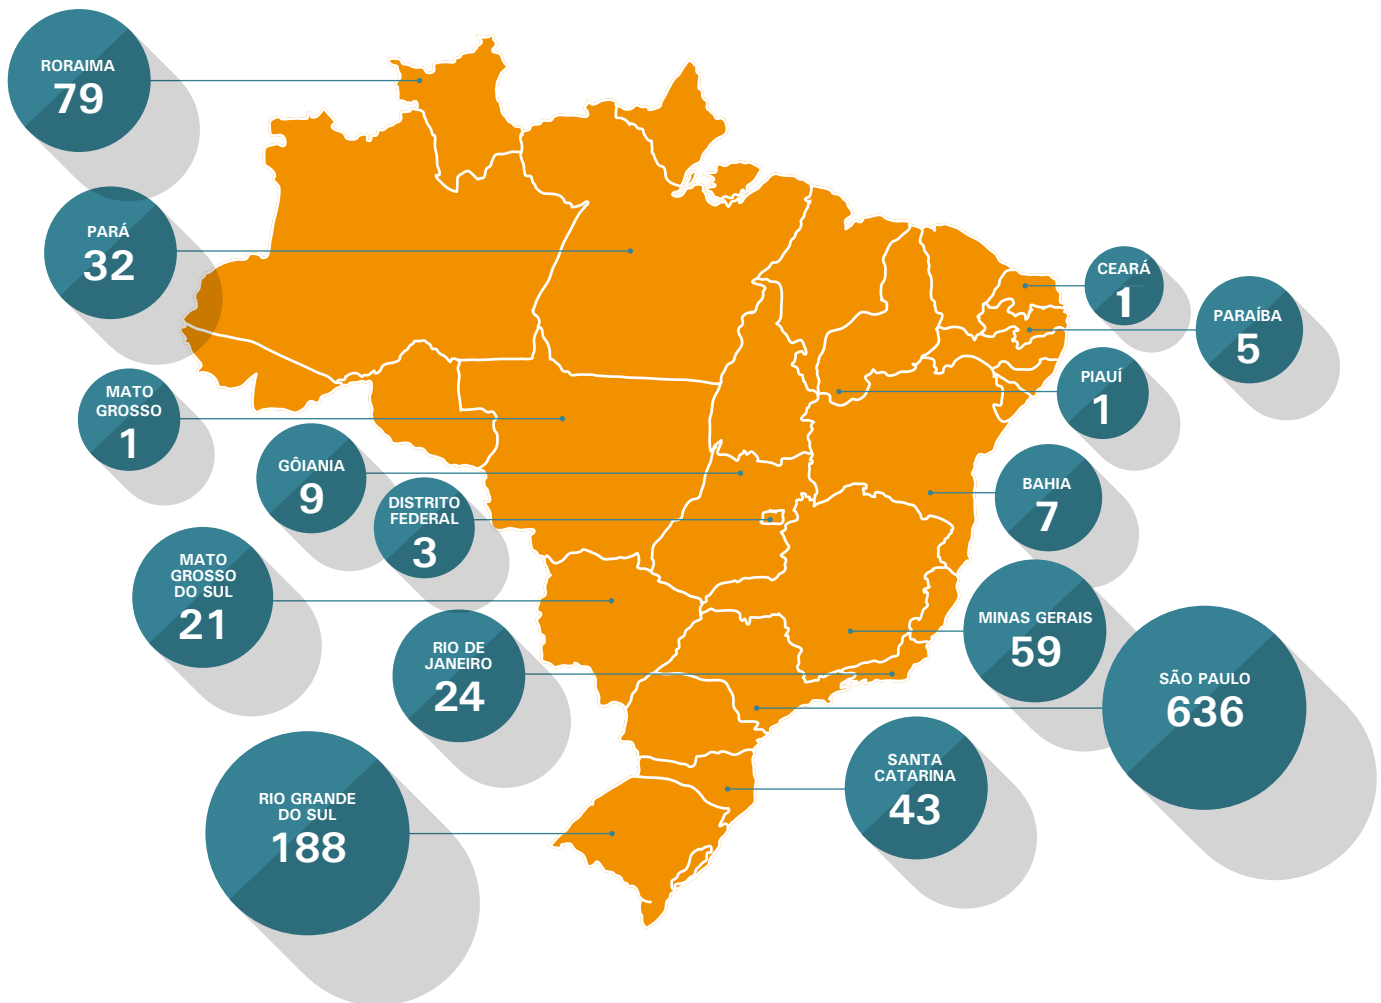 RORAIMA
79
PARÁ
32
CEARÁ
1
PARAÍBA
5
MATO
GROSSO
1
PIAUÍ
1
GÔIANIA
9
DISTRITO
FEDERAL
3
BAHIA
7
MATO
GROSSO
DO SUL
21
MINAS GERAIS
59
RIO DE
JANEIRO
24
SÃO PAULO
636
SANTA
CATARINA
43
RIO GRANDE
DO SUL
188